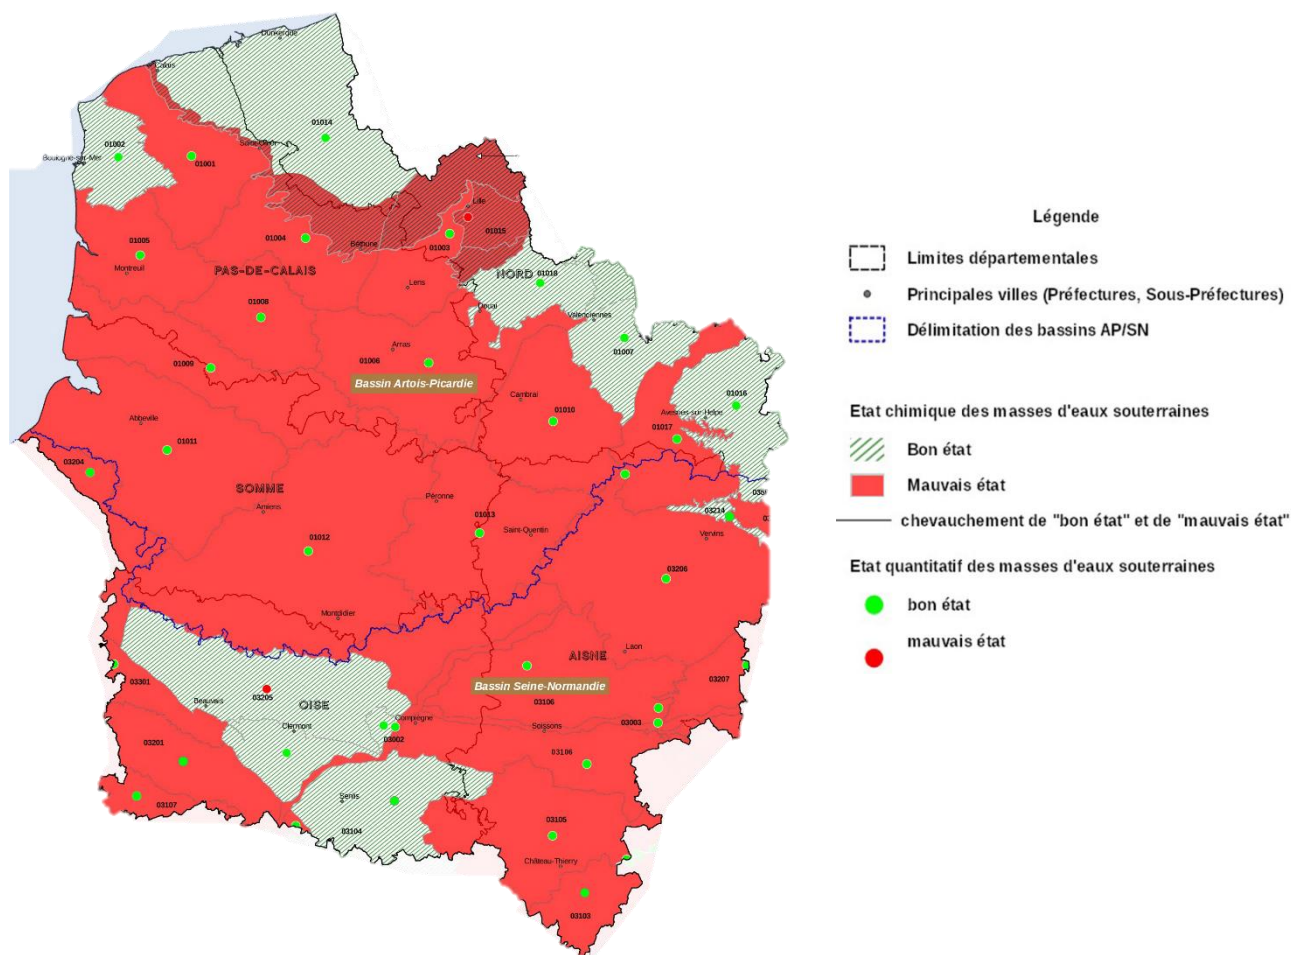 Dunkerque
Calais
01014
01002
Saint-Omer
Boulogne-sur-Mer
01001
Lille
01015
01003
01004
Béthune
01005
Montreuil
PAS-DE-CALAIS
NORD
01018
Lens
01008
Douai
Valenciennes
01007
Arras
01006
01009
Bassin Artois-Picardie
Cambrai
01016
Avesnes-sur-Helpe
01010
01017
Abbeville
01011
03204
SOMME
Amiens
Péronne
01013
Saint-Quentin
03214
Vervins
01012
03206
Montdidier
Laon
AISNE
03301
03205
Beauvais
OISE
Bassin Seine-Normandie
03207
03106
Clermont
Compiègne
03002
Soissons
03003
03201
03106
Senlis
03107
03104
03105
Château-Thierry
03103
Légende
Limites départementales
Principales villes (Préfectures, Sous-Préfectures)
Délimitation des bassins AP/SN
Etat chimique des masses d'eaux souterraines
Bon état
Mauvais état
chevauchement de "bon état" et de "mauvais état"
Etat quantitatif des masses d'eaux souterraines
bon état
mauvais état